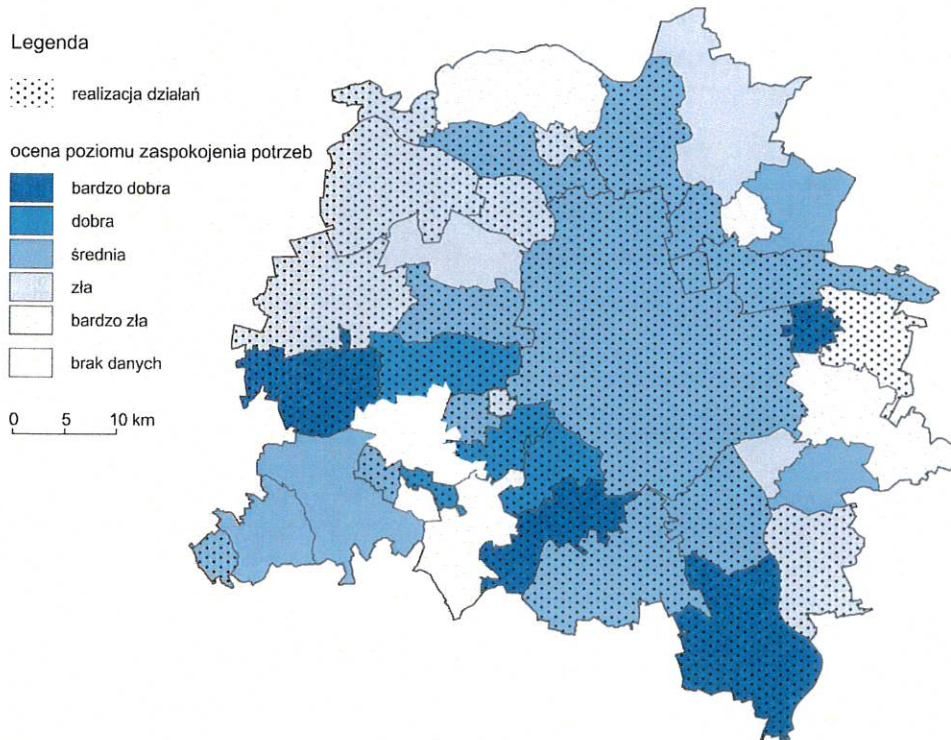 Legenda
realizacja działań
ocena poziomu zaspokojenia potrzeb
bardzo dobra
dobra
średnia
zła
bardzo zła
brak danych
0 5 10 km